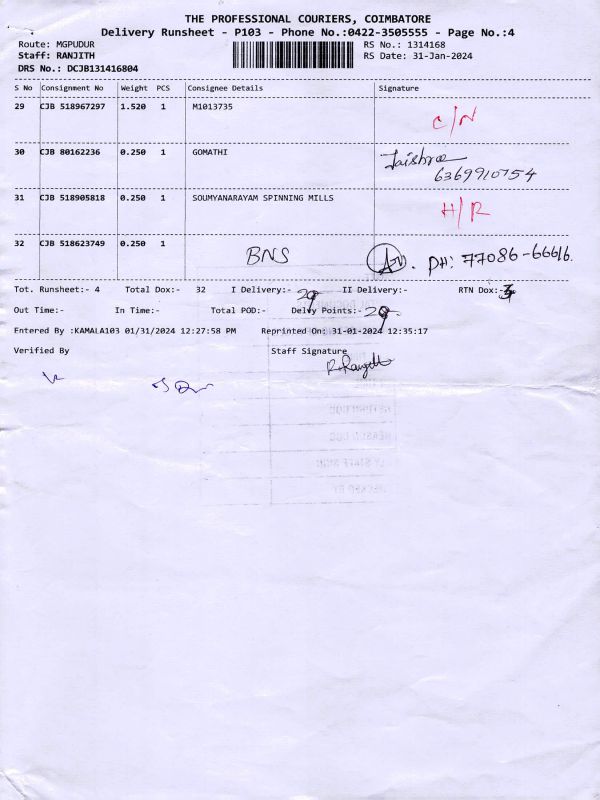 THE PROFESSIONAL COURIERS, COIMBATORE
Delivery Runsheet - P103 - Phone No.:0422-3505555 - Page No.:4
Route: MGPUDUR
RS No.: 1314168
Staff: RANJITH
RS Date: 31-Jan-2024
DRS No.: DCJB131416804
S No Consignment No Weight PCS Consignee Details Signature
29 CJB 518967297 1.520 1 M1013735 C/N
30 CJB 80162236 0.250 1 GOMATHI Jaishree
6369910754
31 CJB 518905818 0.250 1 SOUMYANARAYAM SPINNING MILLS H/R
32 CJB 518623749 0.250 1 BNS PH: 77086-66616.
Tot. Runsheet:- 4 Total Dox:- 32 I Delivery:- 29 II Delivery:- RTN Dox:- 3
Out Time:- In Time:- Total POD:- Delvy Points:- 29
Entered By :KAMALA103 01/31/2024 12:27:58 PM Reprinted On: 31-01-2024 12:35:17
Verified By Staff Signature